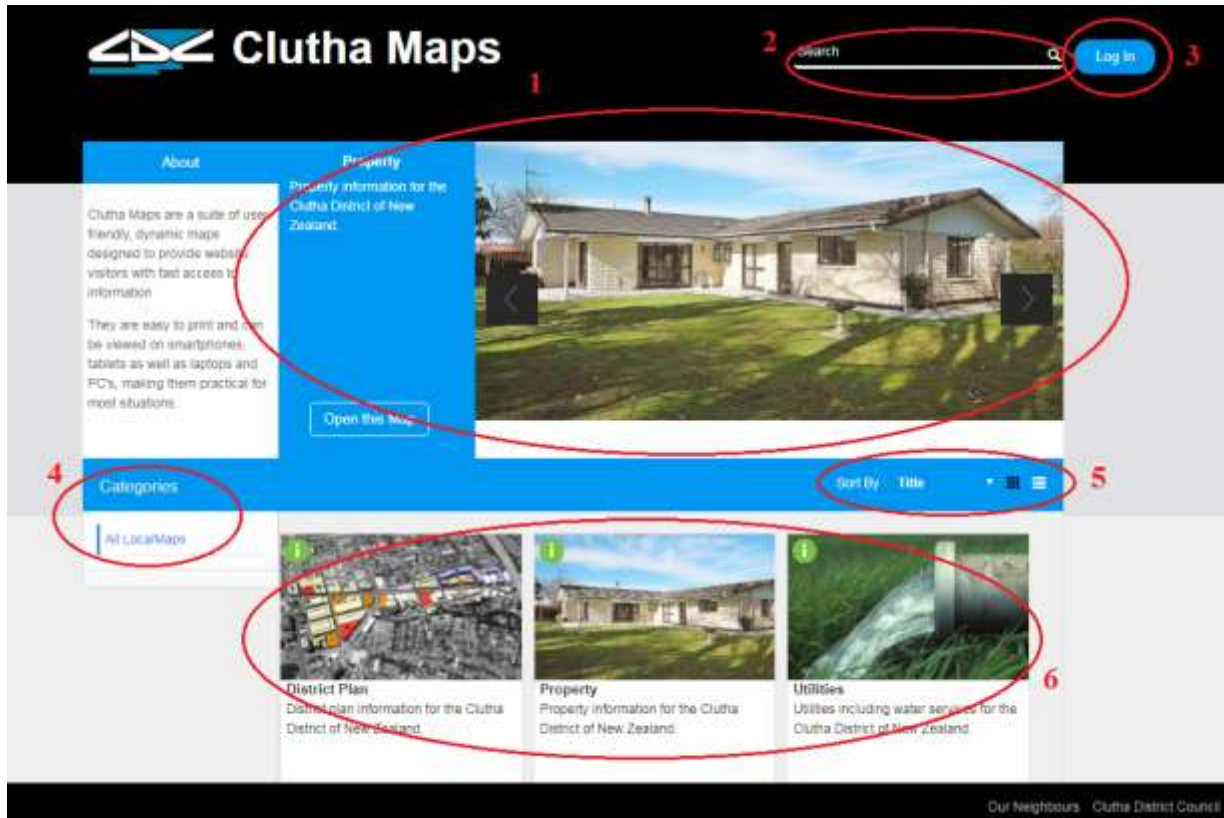 CDC Clutha Maps
2 Search
Log In 3
1
About
Clutha Maps are a suite of user
friendly, dynamic maps
designed to provide website
visitors with fast access to
information
They are easy to print and can
be viewed on smartphones,
tablets as well as laptops and
PC's, making them practical for
most situations.
Property
Property information for the
Clutha District of New
Zealand.
Open this Map
4
Categories
Sort By Title
5
All LocalMaps
i
District Plan
District plan information for the Clutha
District of New Zealand.
i
Property
Property information for the Clutha
District of New Zealand.
i
Utilities
Utilities including water services for the
Clutha District of New Zealand
6
Our Neighbours Clutha District Council